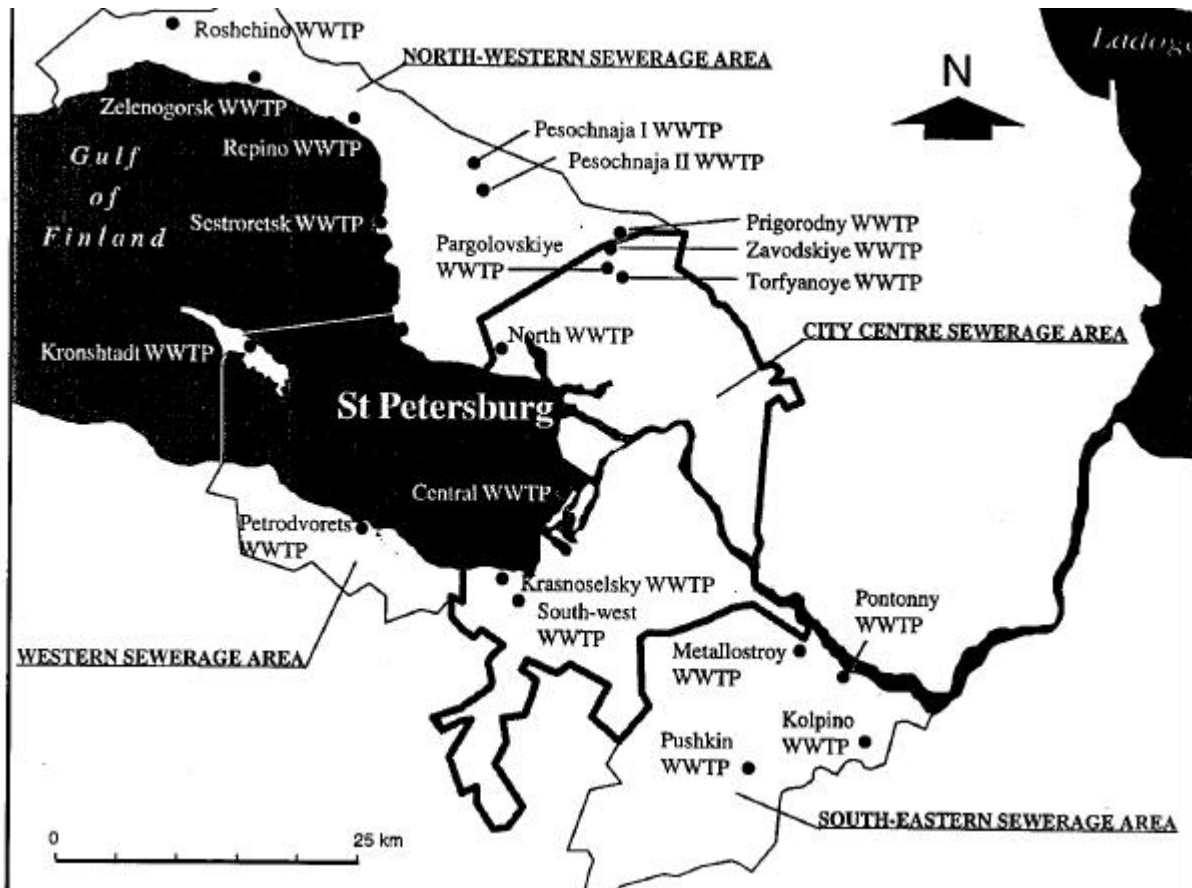 Roshchino WWTP
NORTH-WESTERN SEWERAGE AREA
Ladoga
N
Zelenogorsk WWTP
Repino WWTP
Gulf
of
Finland
Pesochnaja I WWTP
Pesochnaja II WWTP
Sestroretsk WWTP
Prigorodny WWTP
Pargolovskiye
WWTP
Zavodskiye WWTP
Torfyanoye WWTP
North WWTP
CITY CENTRE SEWERAGE AREA
Kronshtadt WWTP
St Petersburg
Central WWTP
Petrodvorets
WWTP
Krasnoselsky WWTP
South-west
WWTP
Pontonny
WWTP
WESTERN SEWERAGE AREA
Metallostroy
WWTP
Kolpino
WWTP
Pushkin
WWTP
SOUTH-EASTERN SEWERAGE AREA
0
25 km